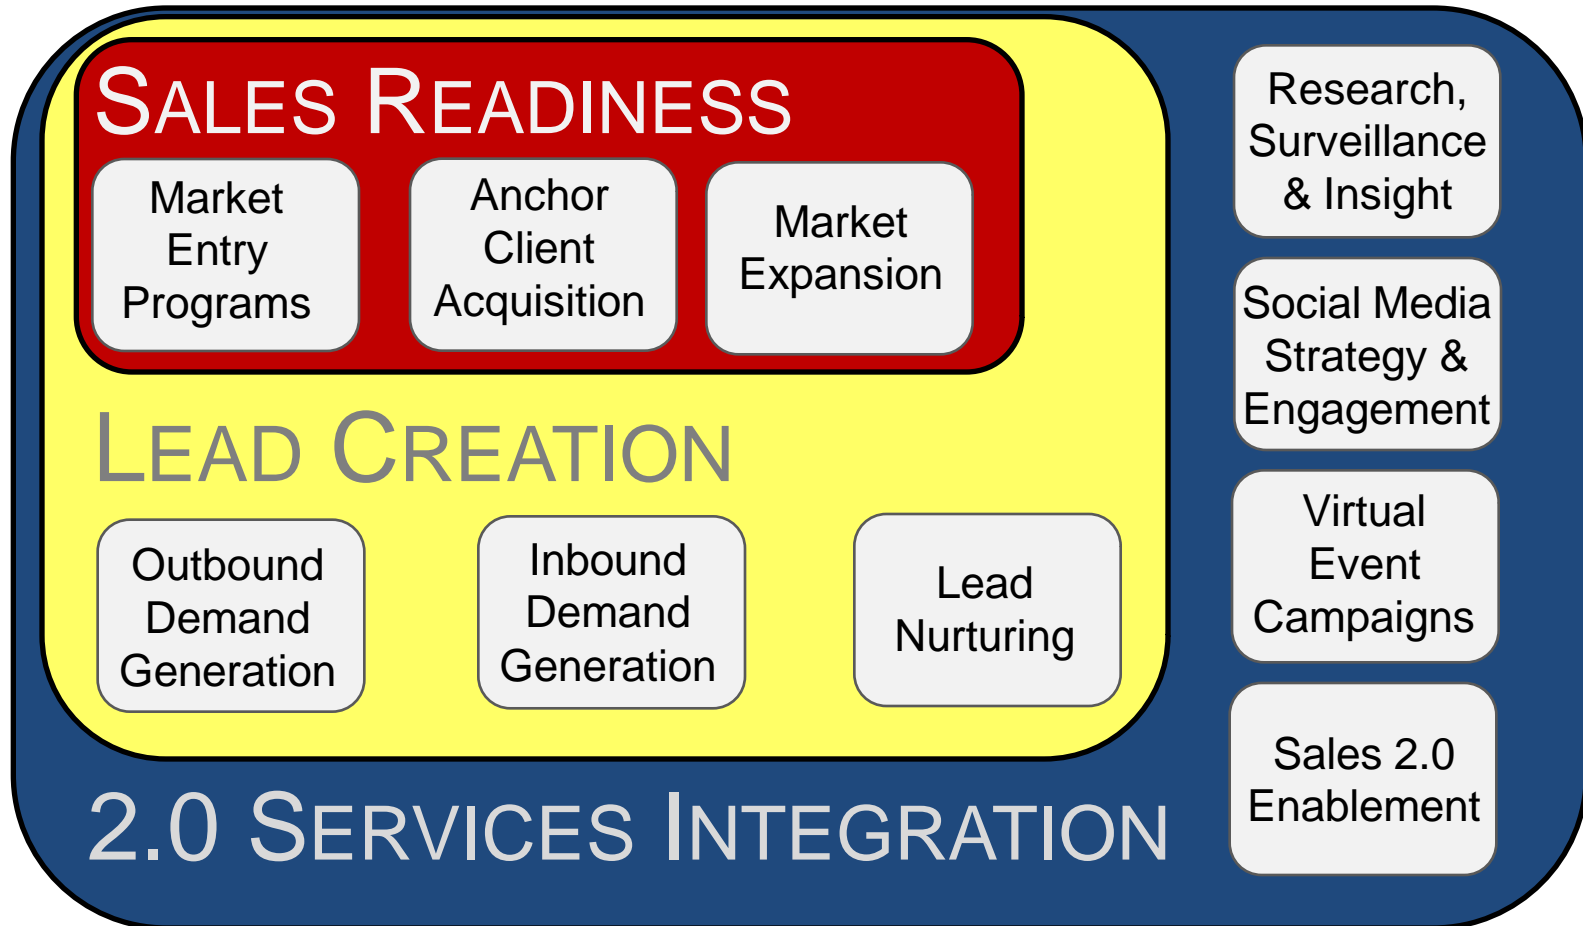 SALES READINESS
Market
Entry
Programs
Anchor
Client
Acquisition
Market
Expansion
LEAD CREATION
Outbound
Demand
Generation
Inbound
Demand
Generation
Lead
Nurturing
2.0 SERVICES INTEGRATION
Research,
Surveillance
& Insight
Social Media
Strategy &
Engagement
Virtual
Event
Campaigns
Sales 2.0
Enablement